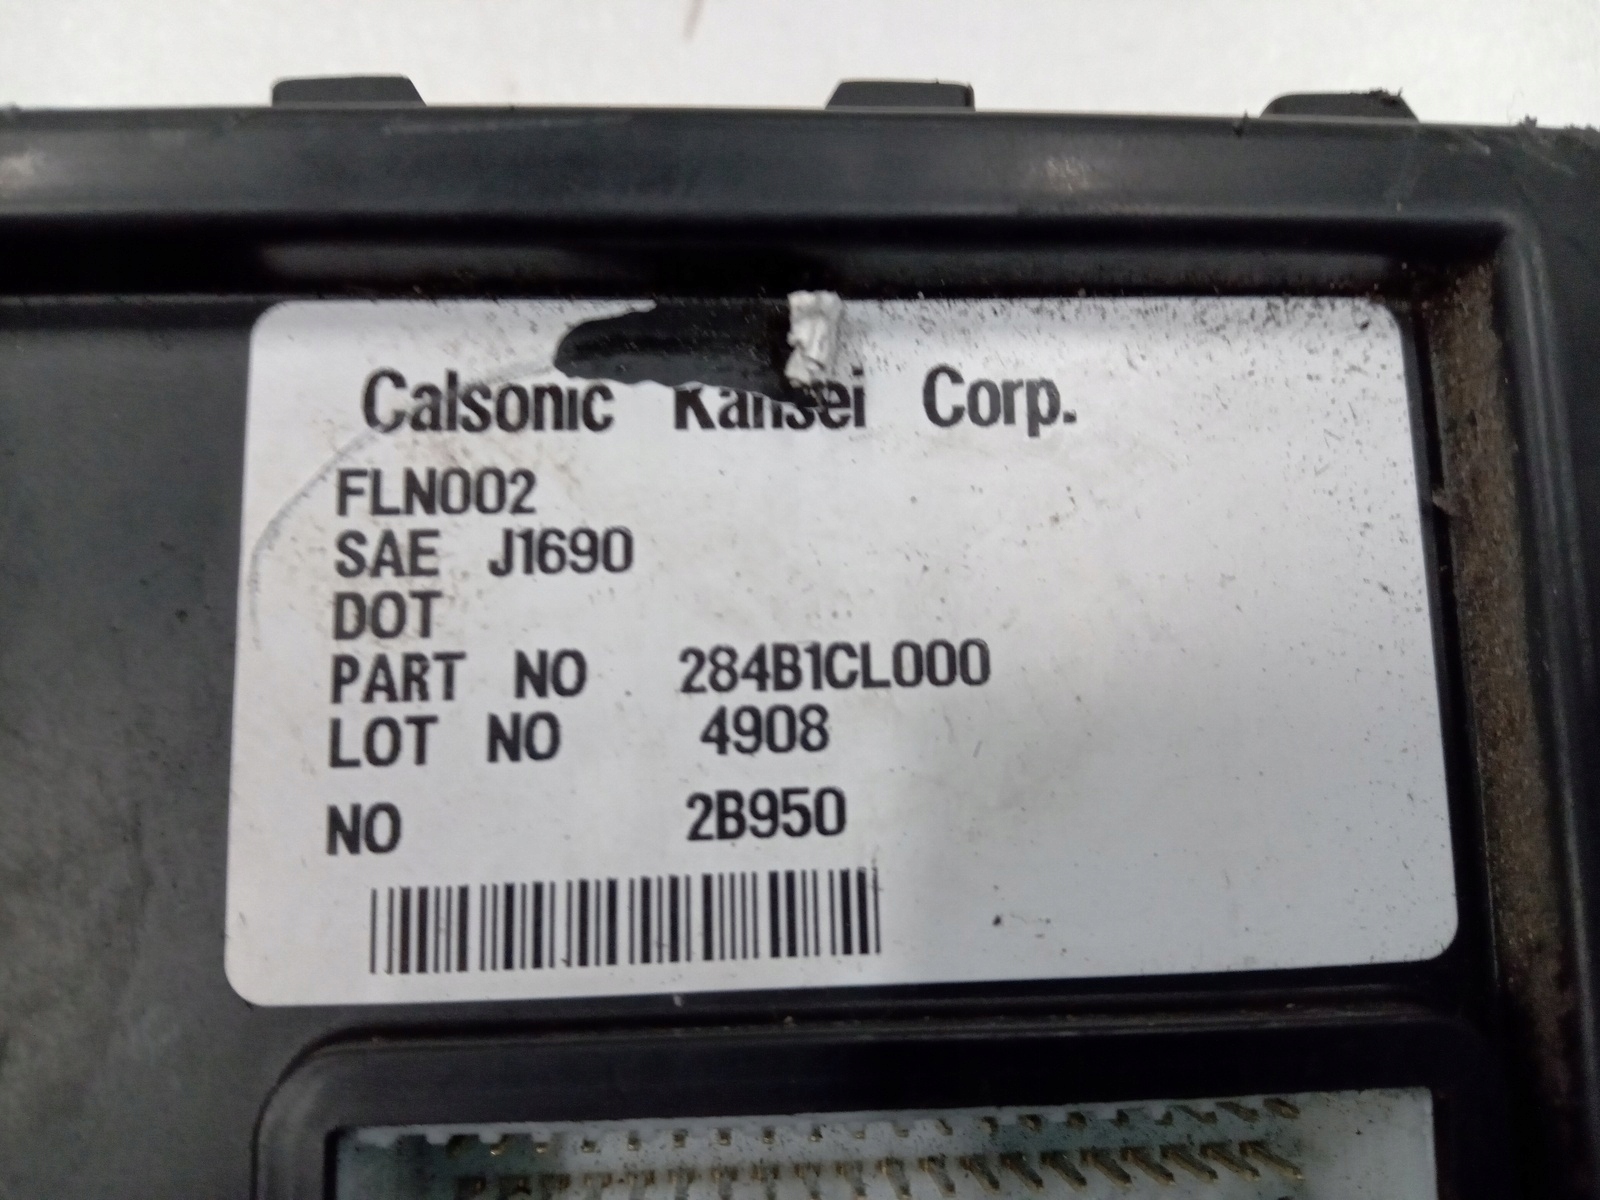 Calsonic Kansei Corp.
FLN002
SAE J1690
DOT
PART NO 284B1CL000
LOT NO 4908
NO 2B950